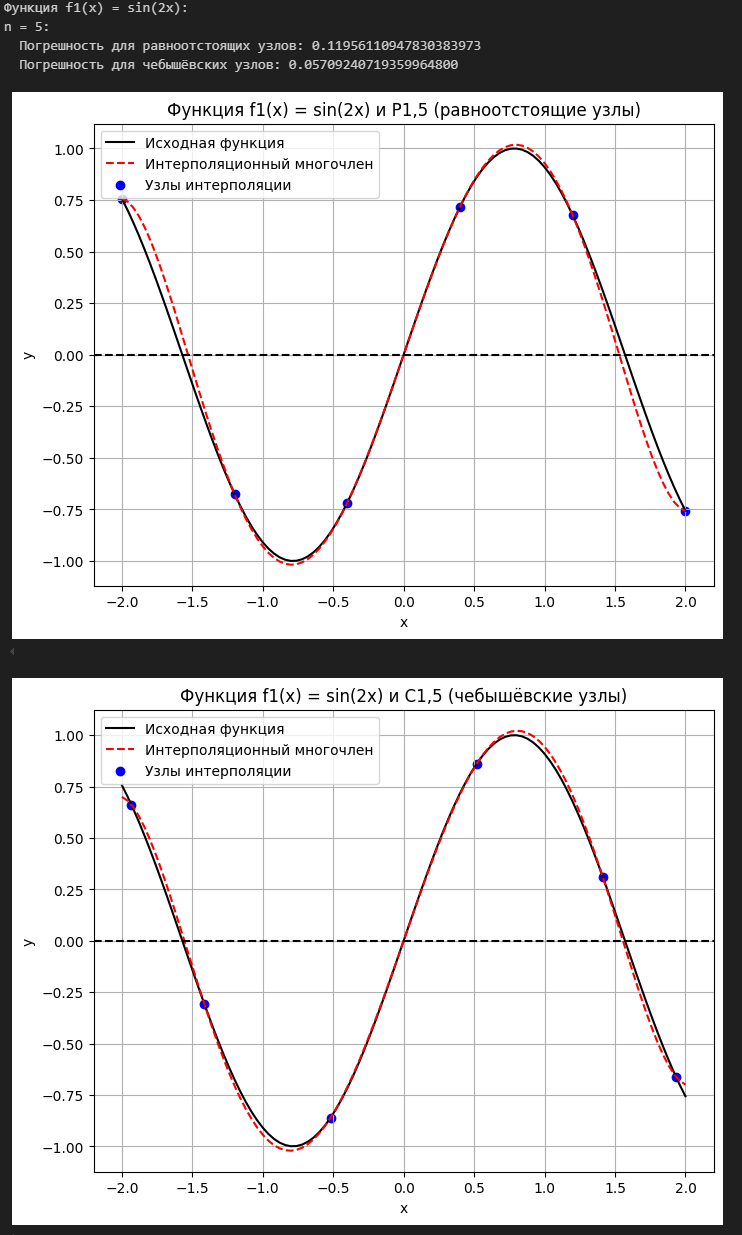 Функция f1(x) = sin(2x):
n = 5:
Погрешность для равноотстоящих узлов: 0.11956110947830383973
Погрешность для чебышёвских узлов: 0.05709240719359964800
Функция f1(x) = sin(2x) и P1,5 (равноотстоящие узлы)
Исходная функция
Интерполяционный многочлен
Узлы интерполяции
1.00
0.75
0.50
0.25
0.00
−0.25
−0.50
−0.75
−1.00
y
−2.0 −1.5 −1.0 −0.5 0.0 0.5 1.0 1.5 2.0
x
Функция f1(x) = sin(2x) и C1,5 (чебышёвские узлы)
Исходная функция
Интерполяционный многочлен
Узлы интерполяции
1.00
0.75
0.50
0.25
0.00
−0.25
−0.50
−0.75
−1.00
y
−2.0 −1.5 −1.0 −0.5 0.0 0.5 1.0 1.5 2.0
x